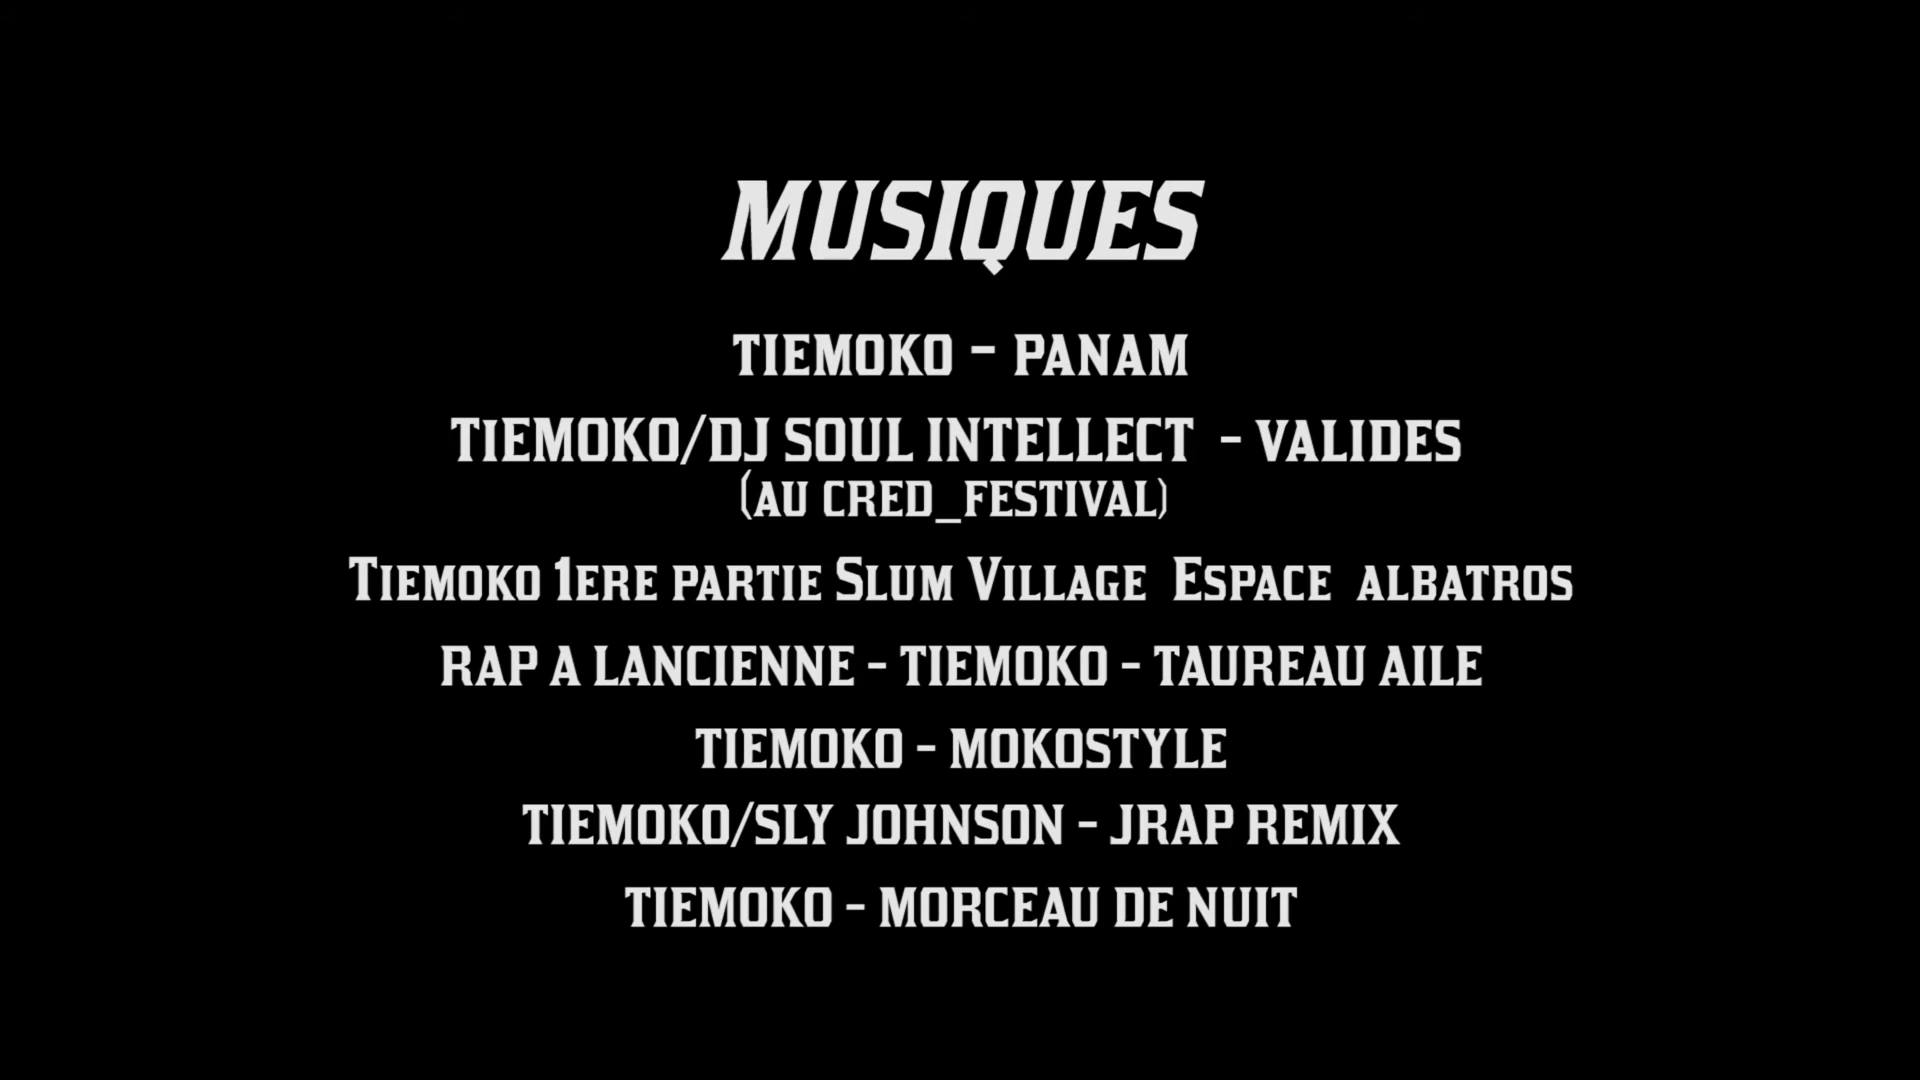 MUSIQUES
TIEMOKO - PANAM
TIEMOKO/DJ SOUL INTELLECT - VALIDES
(AU CRED_FESTIVAL)
TIEMOKO 1ERE PARTIE SLUM VILLAGE ESPACE ALBATROS
RAP A LANCIENNE - TIEMOKO - TAUREAU AILE
TIEMOKO - MOKOSTYLE
TIEMOKO/SLY JOHNSON - JRAP REMIX
TIEMOKO - MORCEAU DE NUIT